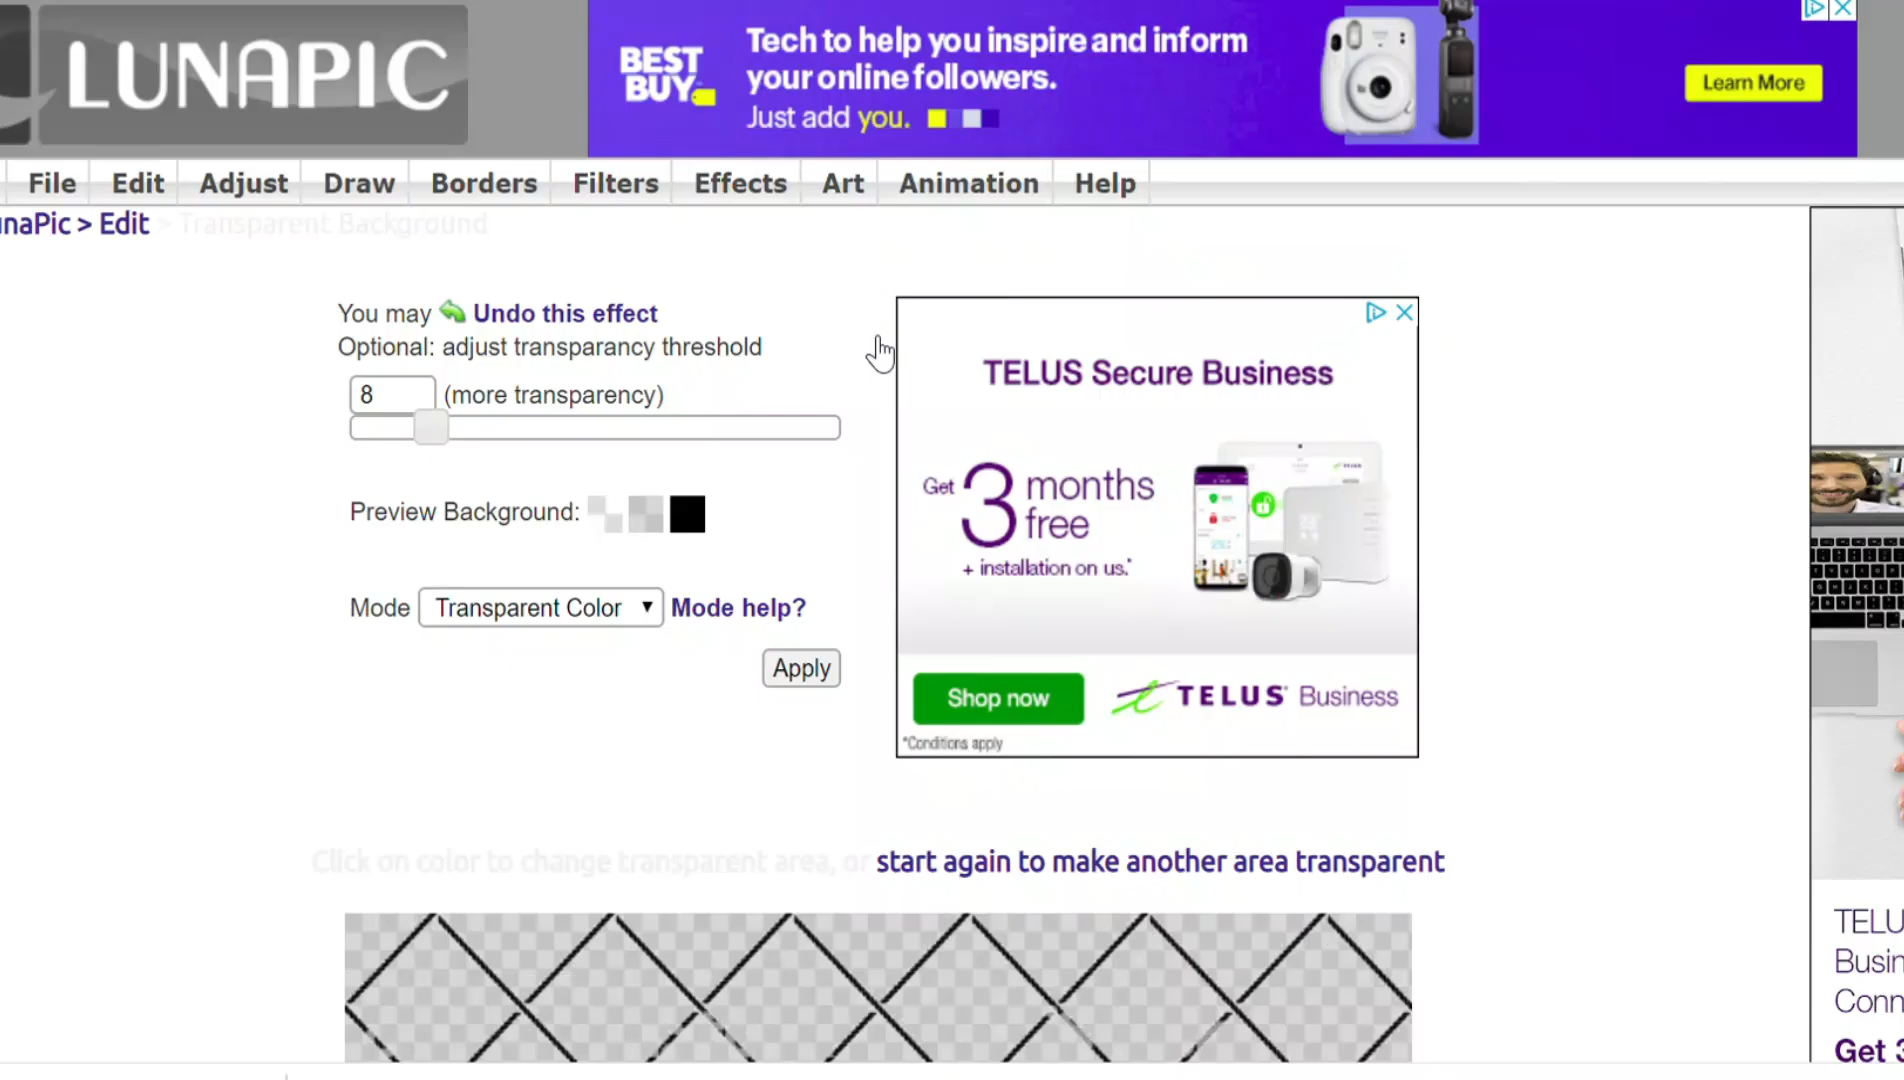 LUNAPIC
BEST
BUY
Tech to help you inspire and inform
your online followers.
Just add you.
Learn More
File Edit Adjust Draw Borders Filters Effects Art Animation Help
unaPic > Edit > Transparent Background
You may Undo this effect
Optional: adjust transparancy threshold
8 (more transparency)
Preview Background:
Mode Transparent Color Mode help?
Apply
TELUS Secure Business
Get 3 months
free
+ installation on us.*
Shop now
TELUS Business
*Conditions apply
Click on color to change transparent area, or start again to make another area transparent
TELU
Busin
Conn
Get 3